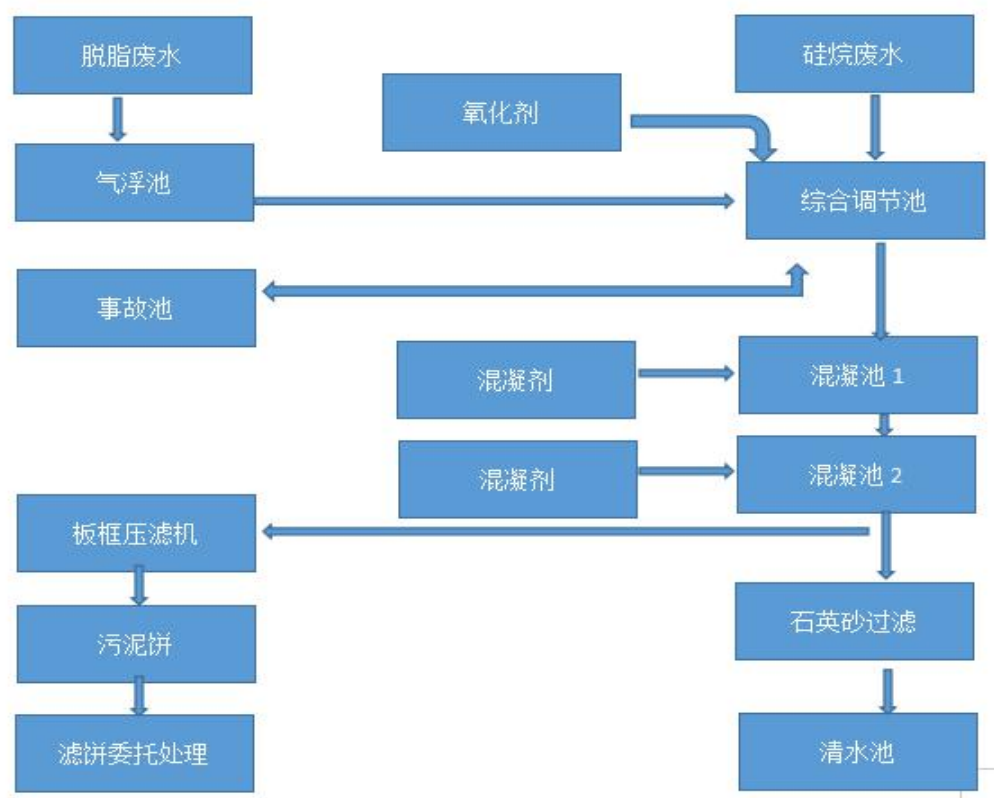 脱脂废水
硅烷废水
氧化剂
气浮池
综合调节池
事故池
混凝剂
混凝池 1
混凝剂
混凝池 2
板框压滤机
石英砂过滤
污泥饼
滤饼委托处理
清水池